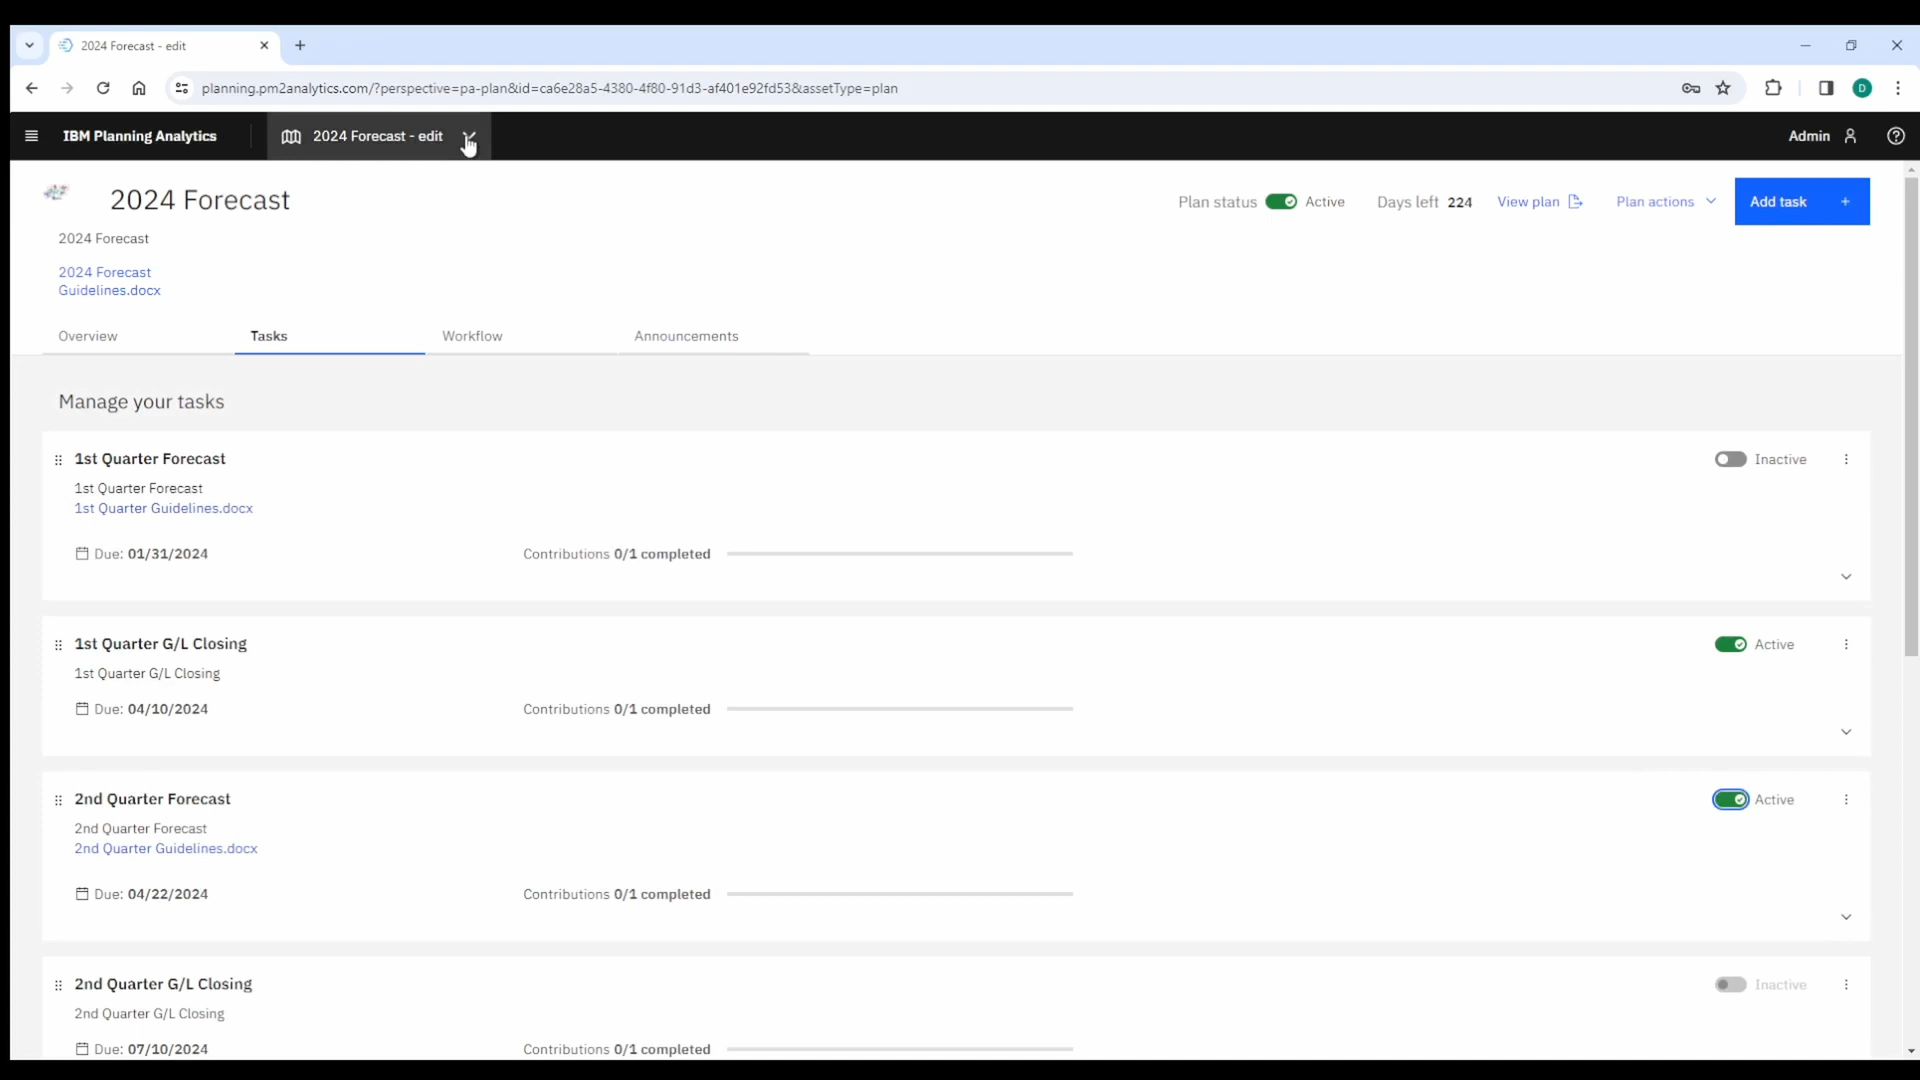 2024 Forecast - edit
planning.pm2analytics.com/?perspective=pa-plan&id=ca6e28a5-4380-4f80-91d3-af401e92fd53&assetType=plan
D
IBM Planning Analytics
2024 Forecast - edit
Admin
2024 Forecast
Plan status Active Days left 224 View plan Plan actions Add task +
2024 Forecast
2024 Forecast
Guidelines.docx
Overview Tasks Workflow Announcements
Manage your tasks
1st Quarter Forecast
Inactive
1st Quarter Forecast
1st Quarter Guidelines.docx
Due: 01/31/2024 Contributions 0/1 completed
1st Quarter G/L Closing
Active
1st Quarter G/L Closing
Due: 04/10/2024 Contributions 0/1 completed
2nd Quarter Forecast
Active
2nd Quarter Forecast
2nd Quarter Guidelines.docx
Due: 04/22/2024 Contributions 0/1 completed
2nd Quarter G/L Closing
Inactive
2nd Quarter G/L Closing
Due: 07/10/2024 Contributions 0/1 completed